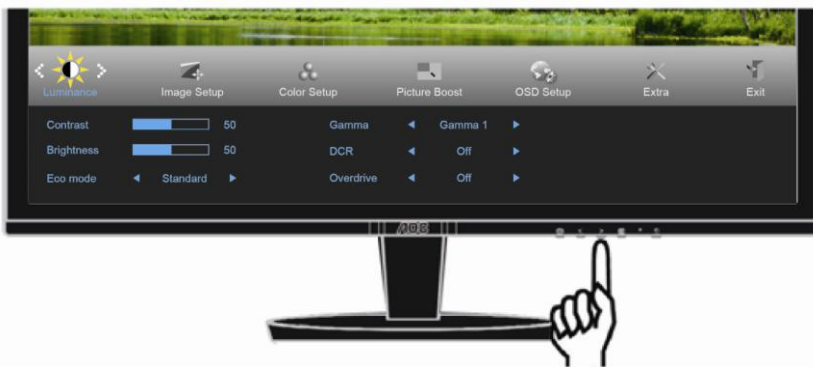 Luminance Image Setup Color Setup Picture Boost OSD Setup Extra Exit
Contrast 50 Gamma Gamma 1
Brightness 50 DCR Off
Eco mode Standard Overdrive Off
AOC